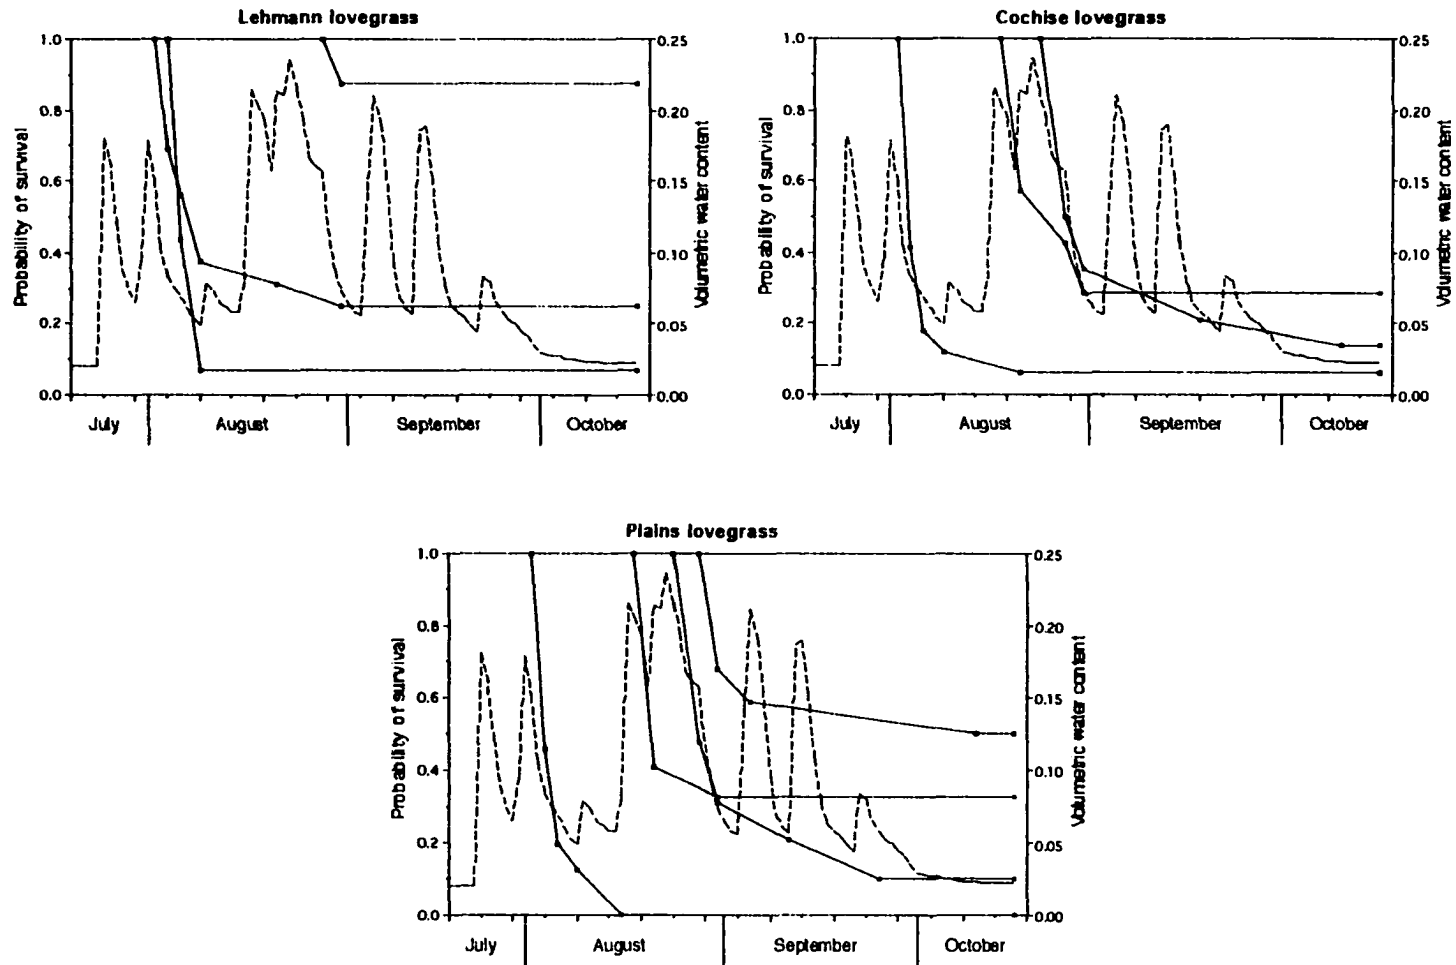 Lehmann lovegrass
1.0
0.8
0.6
0.4
0.2
0.0
Probability of survival
0.25
0.20
0.15
0.10
0.05
0.00
Volumetric water content
July
August
September
October
Cochise lovegrass
1.0
0.8
0.6
0.4
0.2
0.0
Probability of survival
0.25
0.20
0.15
0.10
0.05
0.00
Volumetric water content
July
August
September
October
Plains lovegrass
1.0
0.8
0.6
0.4
0.2
0.0
Probability of survival
0.25
0.20
0.15
0.10
0.05
0.00
Volumetric water content
July
August
September
October